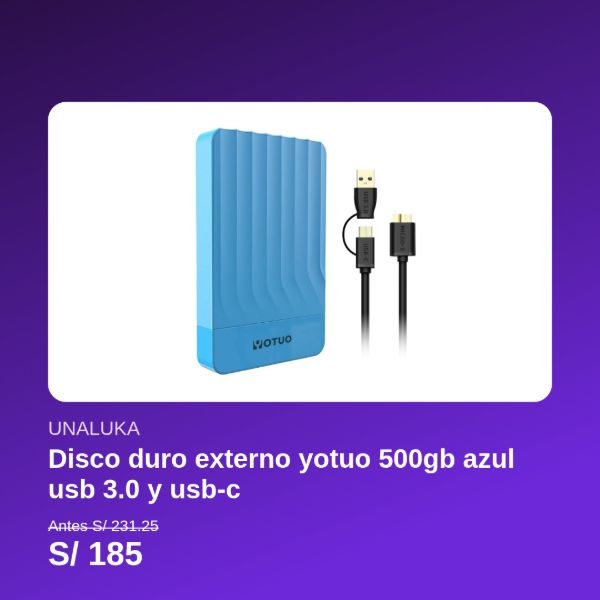 YOTUO
UNALUKA
Disco duro externo yotuo 500gb azul
usb 3.0 y usb-c
Antes S/ 231.25
S/ 185